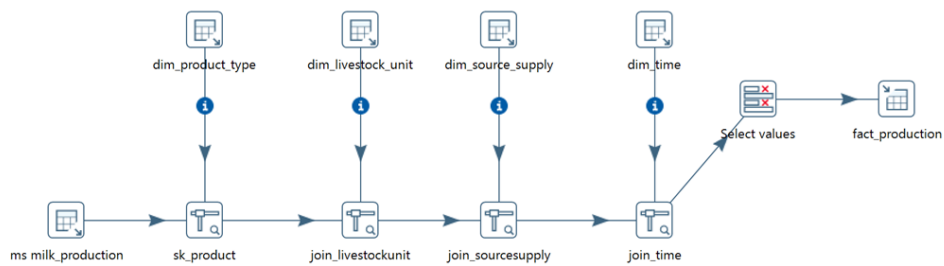 dim_product_type
dim_livestock_unit
dim_source_supply
dim_time
Select values
fact_production
ms milk_production
sk_product
join_livestockunit
join_sourcesupply
join_time